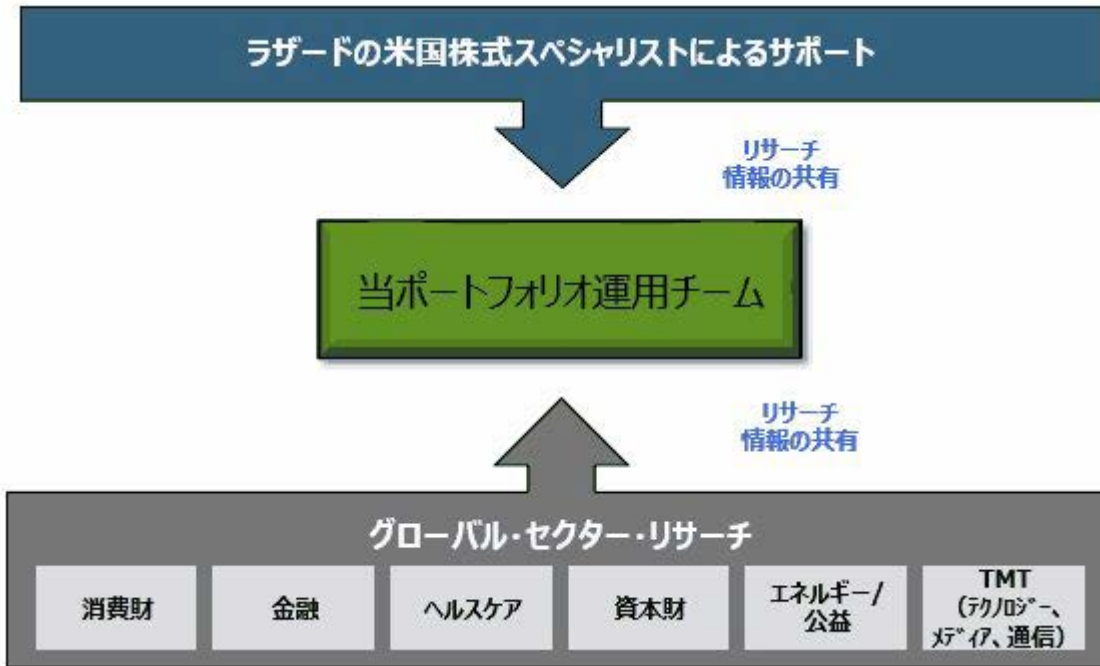 ラザードの米国株式スペシャリストによるサポート
リサーチ
情報の共有
当ポートフォリオ運用チーム
リサーチ
情報の共有
グローバル・セクター・リサーチ
消費財
金融
ヘルスケア
資本財
エネルギー/
公益
TMT
(テクノロジー、
メディア、通信)